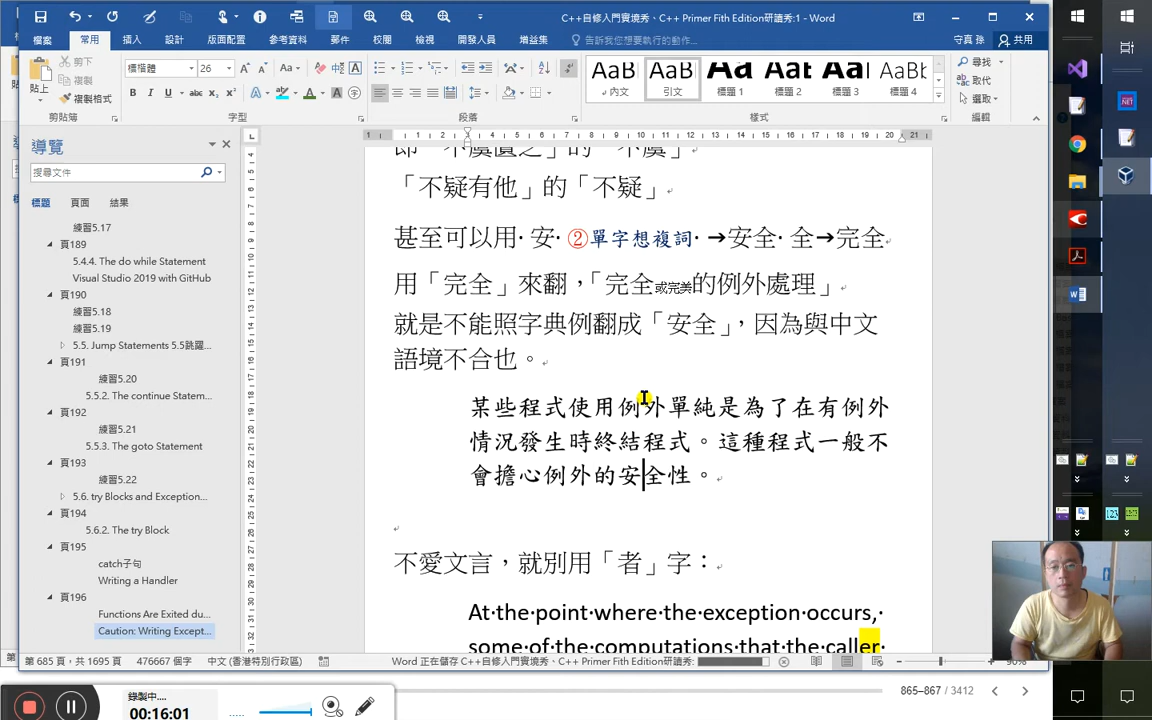 C++自修人門實境秀、C++ Primer Fith Edition研讀秀:1 - Word
檔案
常用
插入
設計
版面配置
參考資料
郵件
校閱
檢視
開發人員
增益集
告訴我您想要執行的動作...
守真 孫
共用
貼上
剪下
複製
複製格式
剪貼簿
標楷體
26
字型
段落
AaB
AaB
Aa
Aat
Aal
AaBb
內文
引文
標題 1
標題 2
標題 3
標題 4
樣式
尋找
取代
選取
編輯
導覽
搜尋文件
標題
頁面
結果
練習5.17
頁189
5.4.4. The do while Statement
Visual Studio 2019 with GitHub
頁190
練習5.18
練習5.19
5.5. Jump Statements 5.5跳躍...
頁191
練習5.20
5.5.2. The continue Statem...
頁192
練習5.21
5.5.3. The goto Statement
頁193
練習5.22
5.6. try Blocks and Exception...
頁194
5.6.2. The try Block
頁195
catch子句
Writing a Handler
頁196
Functions Are Exited du...
Caution: Writing Except...
即「不虞匱乏」的「不虞」
「不疑有他」的「不疑」
甚至可以用 安 ②單字想複詞 →安全 全→完全
用「完全」來翻，「完全或完美的例外處理」
就是不能照字典例翻成「安全」，因為與中文
語境不合也。
某些程式使用例外單純是為了在有例外
情況發生時終結程式。這種程式一般不
會擔心例外的安全性。
不愛文言，就別用「者」字：
At the point where the exception occurs,
some of the computations that the caller
第 685 頁，共 1695 頁
476667 個字
中文 (香港特別行政區)
Word 正在儲存 C++自修入門實境秀、C++ Primer Fith Edition研讀秀:
90%
錄製中....
00:16:01
865–867 / 3412